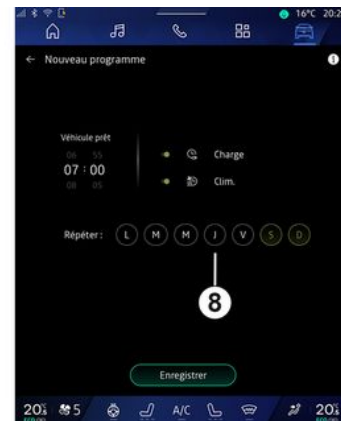 16°C 20:2
Nouveau programme
Véhicule prêt
06 55
07 : 00
08 05
Charge
Clim.
Répéter : L M M J V S D
8
Enregistrer
20 5 A/C 20